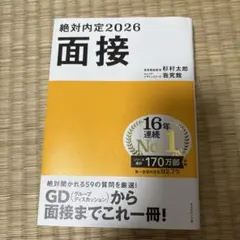 絶対内定2026
面接
杉村太郎
我究館
16年
連続
No.1
170万部
絶対聞かれる59の質問を厳選!
GD(グループディスカッション)から
面接までこれ一冊!